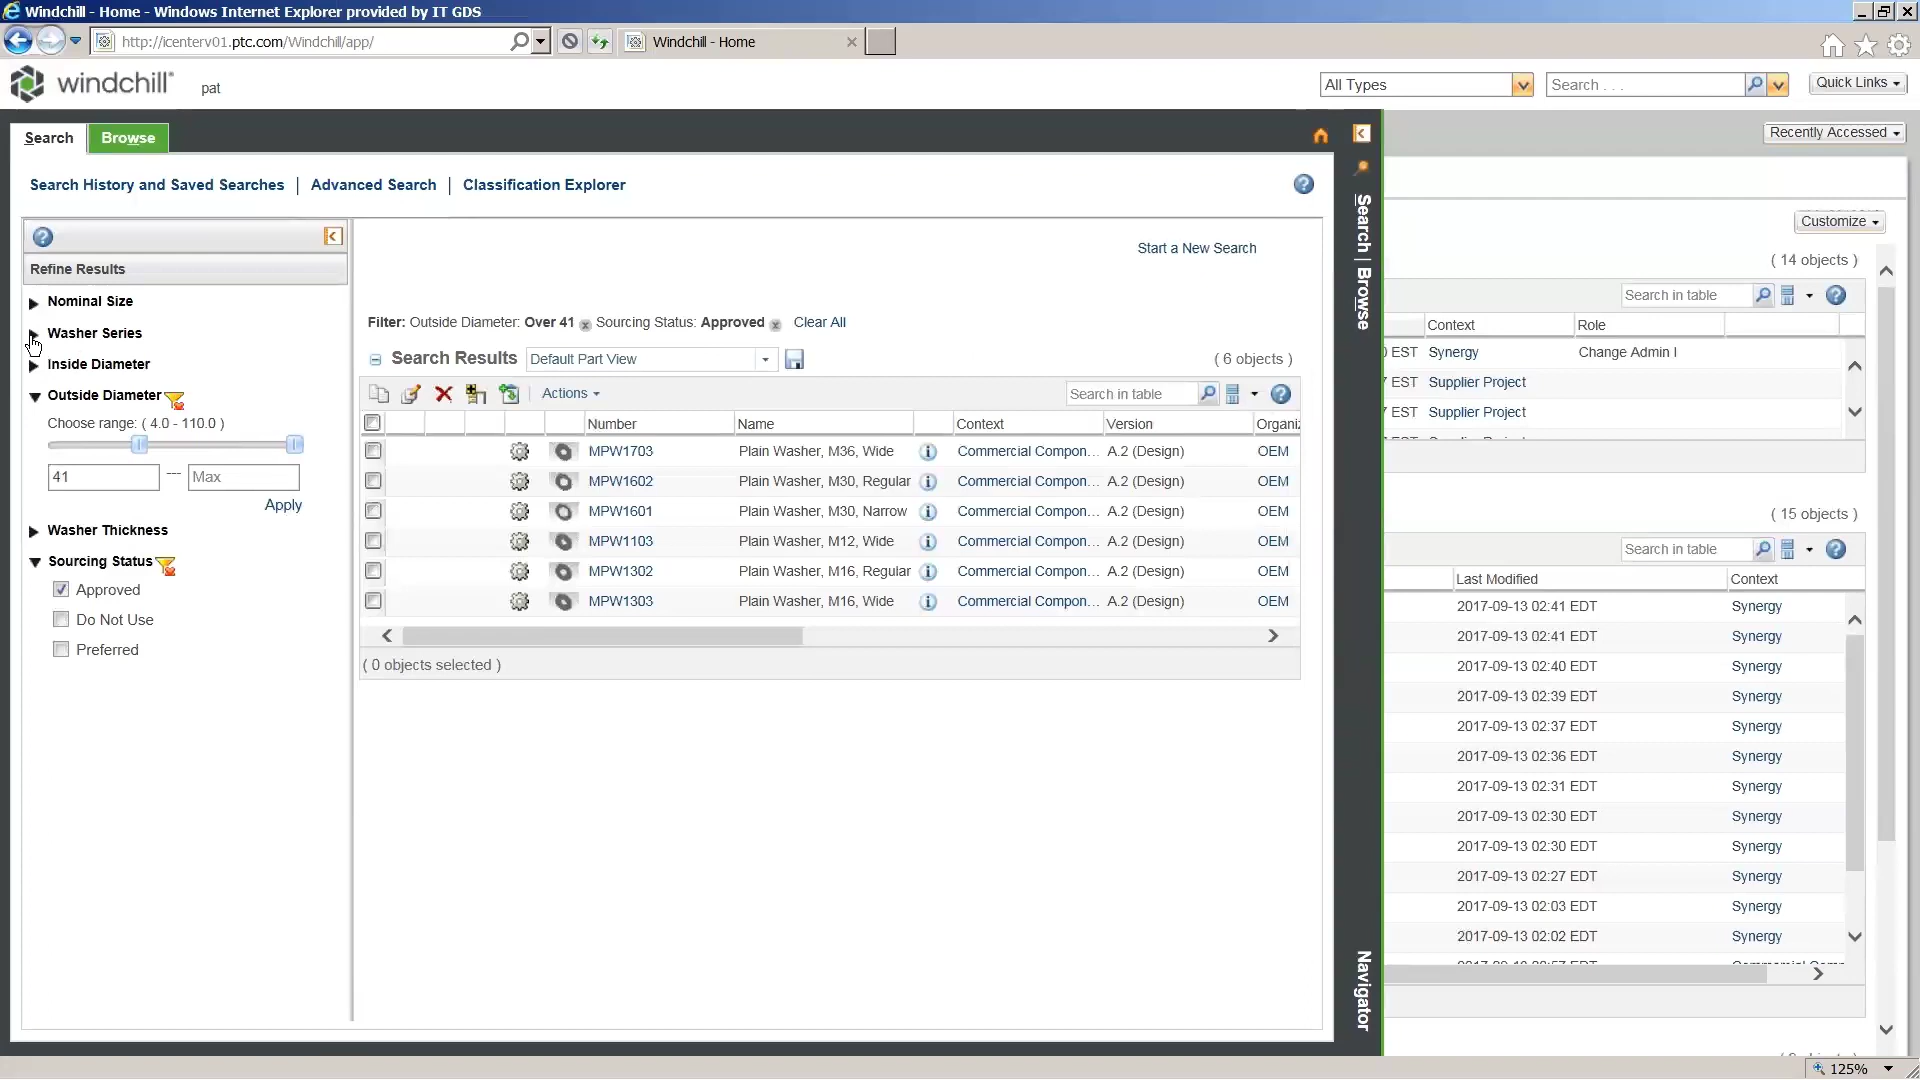 Windchill - Home - Windows Internet Explorer provided by IT GDS
http://icenterv01.ptc.com/Windchill/app/
Windchill - Home
windchill®
pat
All Types
Search . . .
Quick Links
Search
Browse
Recently Accessed
Search History and Saved Searches | Advanced Search | Classification Explorer
Customize
Refine Results
Start a New Search
Nominal Size
Washer Series
Inside Diameter
Outside Diameter
Choose range: ( 4.0 - 110.0 )
41 --- Max
Apply
Washer Thickness
Sourcing Status
Approved
Do Not Use
Preferred
Filter: Outside Diameter: Over 41 Sourcing Status: Approved Clear All
Search Results Default Part View ( 6 objects )
Actions Search in table
Number Name Context Version Organiz
MPW1703 Plain Washer, M36, Wide Commercial Compon... A.2 (Design) OEM
MPW1602 Plain Washer, M30, Regular Commercial Compon... A.2 (Design) OEM
MPW1601 Plain Washer, M30, Narrow Commercial Compon... A.2 (Design) OEM
MPW1103 Plain Washer, M12, Wide Commercial Compon... A.2 (Design) OEM
MPW1302 Plain Washer, M16, Regular Commercial Compon... A.2 (Design) OEM
MPW1303 Plain Washer, M16, Wide Commercial Compon... A.2 (Design) OEM
( 0 objects selected )
Search | Browse
Navigator
( 14 objects )
Search in table
Context Role
EST Synergy Change Admin I
EST Supplier Project
EST Supplier Project
( 15 objects )
Search in table
Last Modified Context
2017-09-13 02:41 EDT Synergy
2017-09-13 02:41 EDT Synergy
2017-09-13 02:40 EDT Synergy
2017-09-13 02:39 EDT Synergy
2017-09-13 02:37 EDT Synergy
2017-09-13 02:36 EDT Synergy
2017-09-13 02:31 EDT Synergy
2017-09-13 02:30 EDT Synergy
2017-09-13 02:30 EDT Synergy
2017-09-13 02:27 EDT Synergy
2017-09-13 02:03 EDT Synergy
2017-09-13 02:02 EDT Synergy
125%